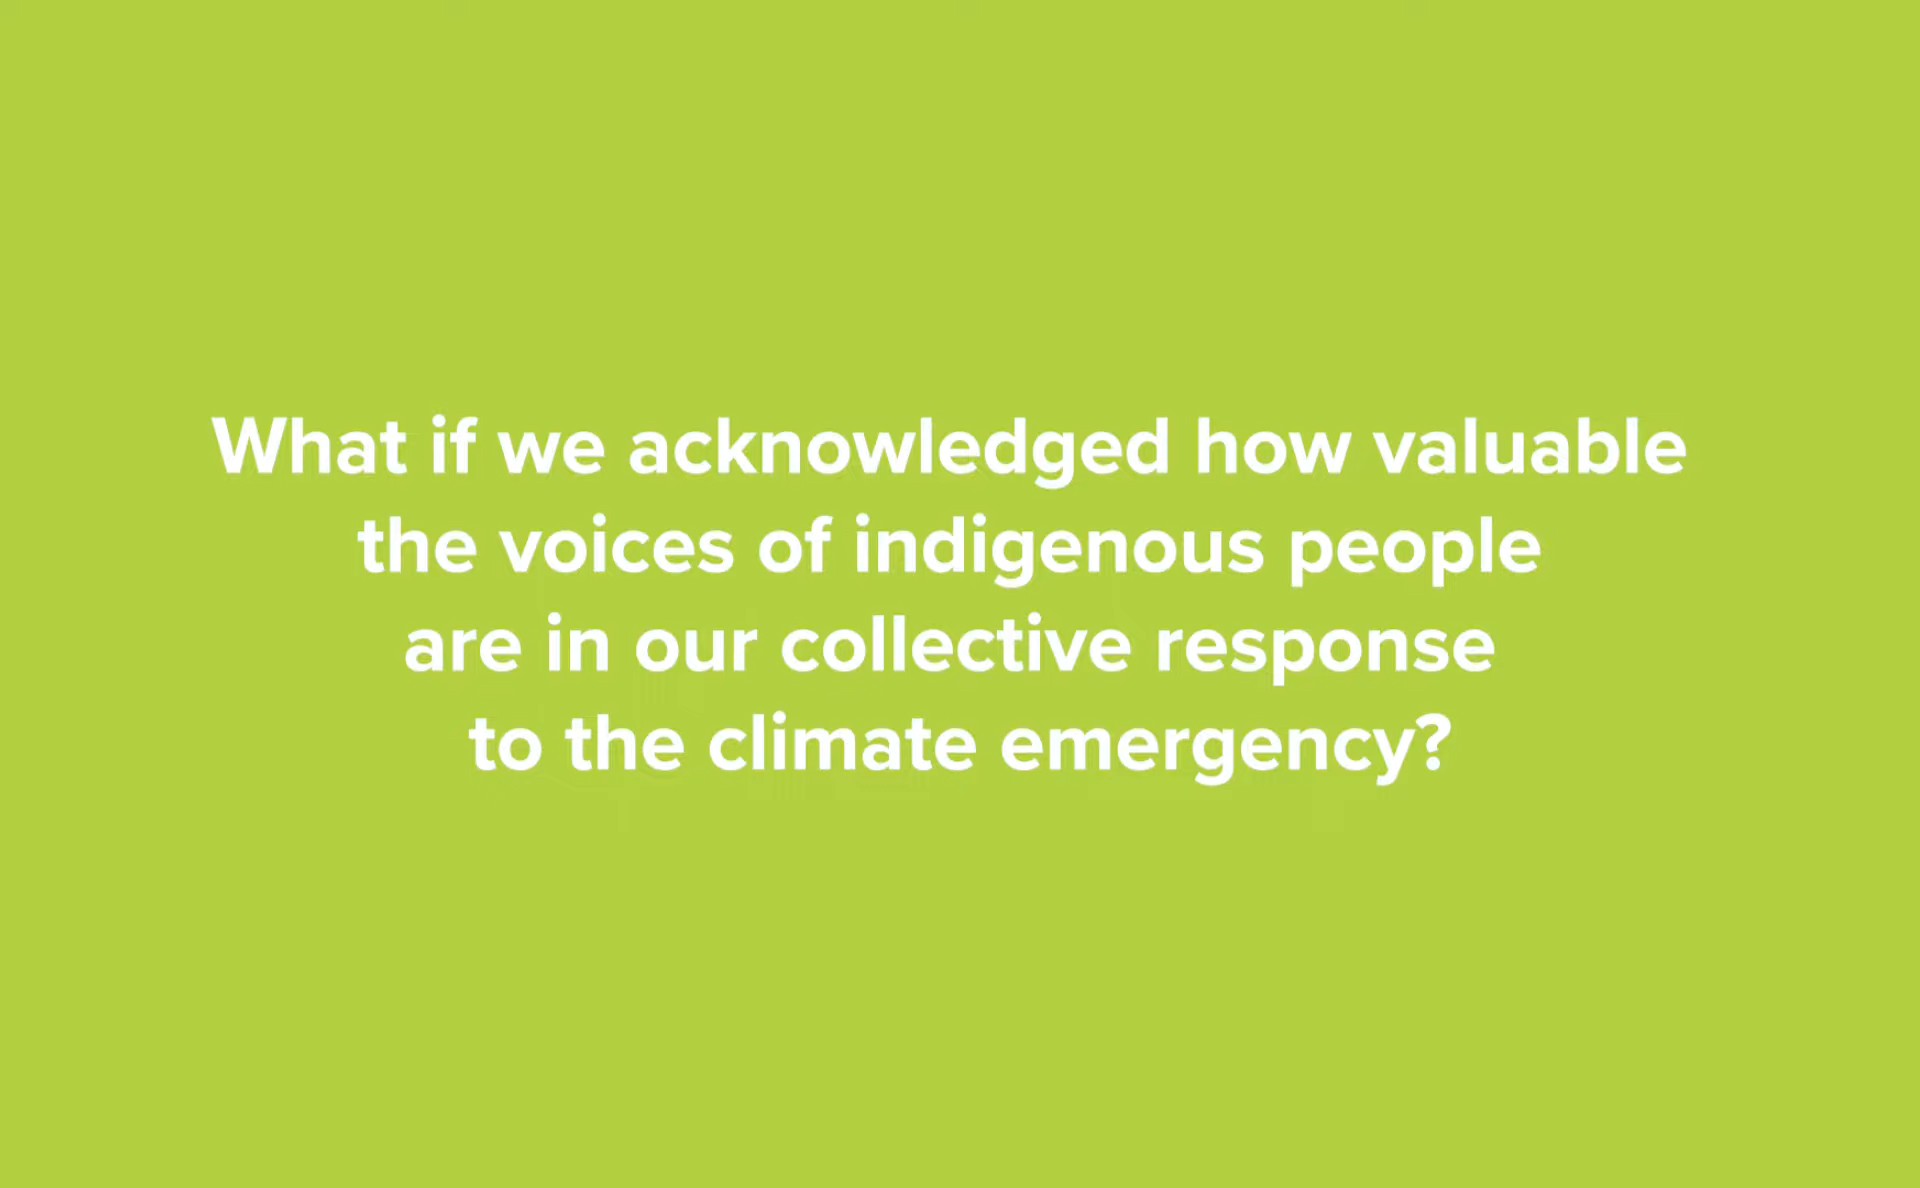 What if we acknowledged how valuable
the voices of indigenous people
are in our collective response
to the climate emergency?